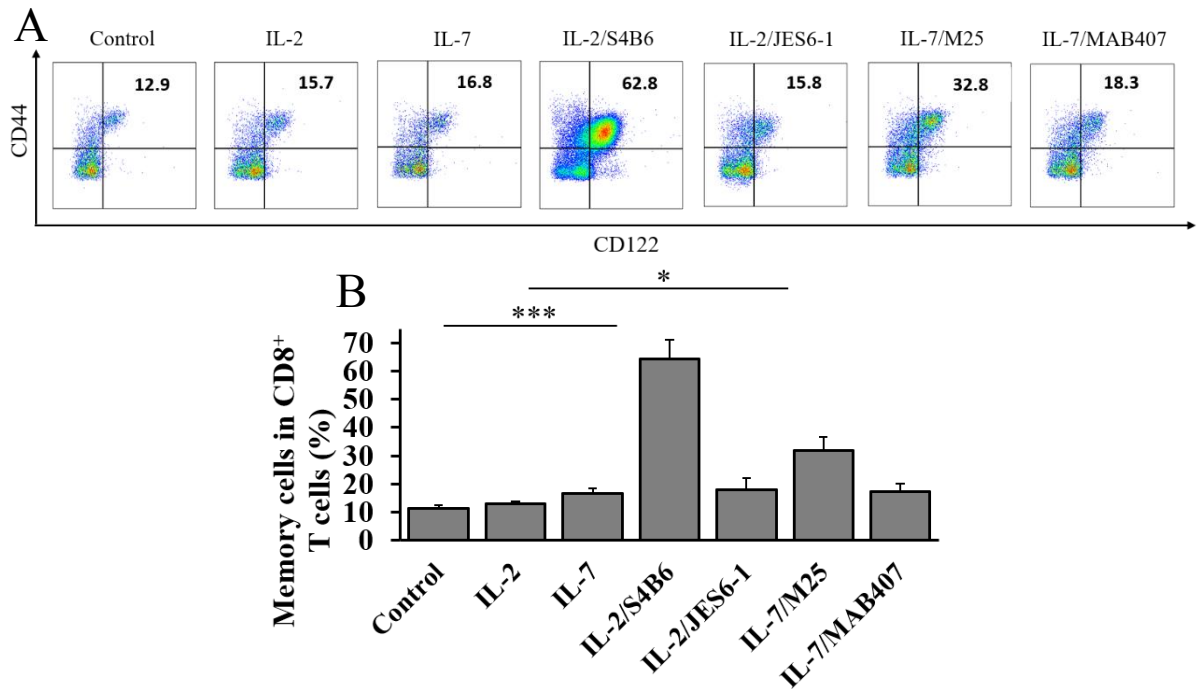 A
Control IL-2 IL-7 IL-2/S4B6 IL-2/JES6-1 IL-7/M25 IL-7/MAB407
12.9 15.7 16.8 62.8 15.8 32.8 18.3
CD44
CD122
B
*
***
Memory cells in CD8⁺
T cells (%)
70
60
50
40
30
20
10
0
Control IL-2 IL-7 IL-2/S4B6 IL-2/JES6-1 IL-7/M25 IL-7/MAB407